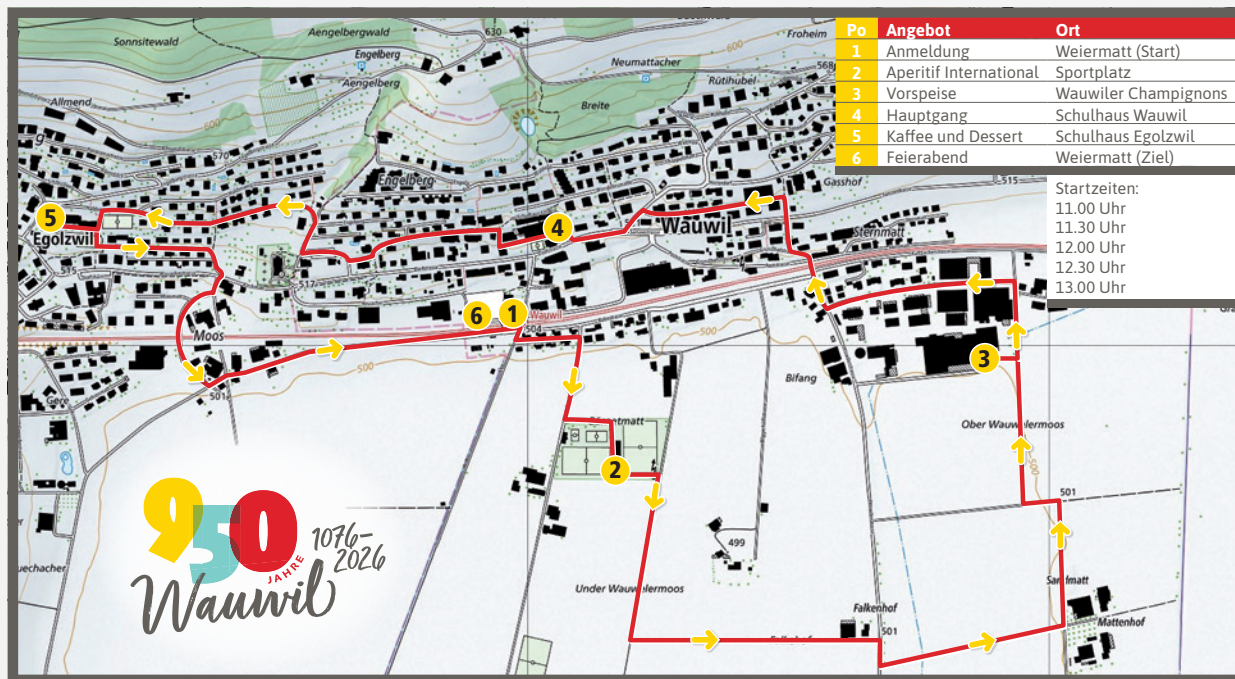 Po Angebot Ort
1 Anmeldung Weiermatt (Start)
2 Aperitif International Sportplatz
3 Vorspeise Wauwiler Champignons
4 Hauptgang Schulhaus Wauwil
5 Kaffee und Dessert Schulhaus Egolzwil
6 Feierabend Weiermatt (Ziel)
Startzeiten:
11.00 Uhr
11.30 Uhr
12.00 Uhr
12.30 Uhr
13.00 Uhr
Sonnsitewald
Aengelbergwald
630
Froheim
600
Engelberg
Aengelberg
Neumattacher
Rütihubel
568
Allmend
Breite
600
570
Engelberg
Gasshof
515
5
Egolzwil
4
Wauwil
Sternmatt
515
517
6
1
Wauwil
504
500
Moos
3
500
Bifang
501
Gere
Ober Wauwilermoos
500
2
501
499
950
JAHRE
1076–
2026
Wauwil
Under Wauwilermoos
Sandmatt
Falkenhof
501
Mattenhof